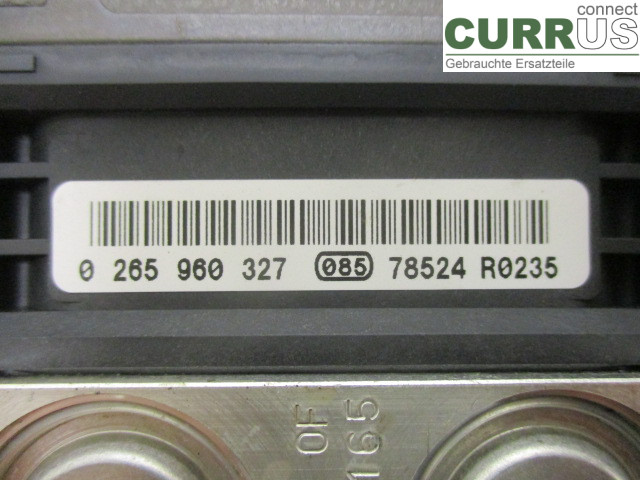 connect
CURRUS
Gebrauchte Ersatzteile
0 265 960 327 085 78524 R0235
0F
165